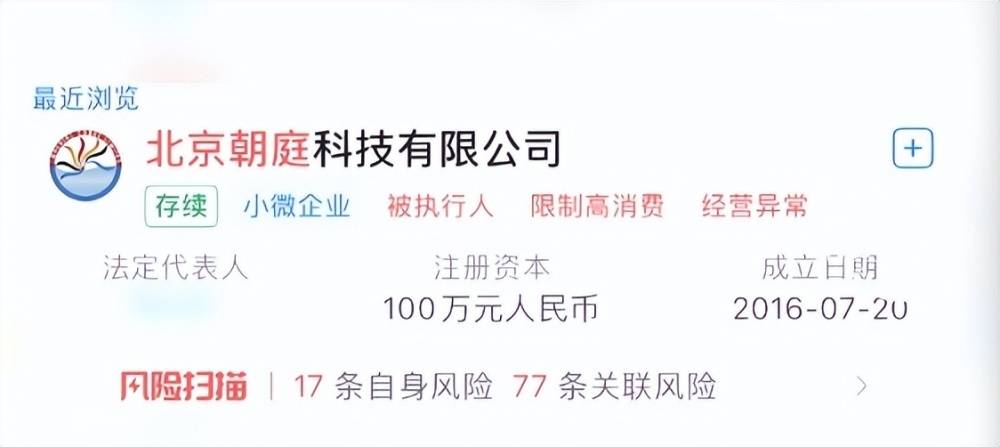 最近浏览
北京朝庭科技有限公司
存续 小微企业 被执行人 限制高消费 经营异常
法定代表人 注册资本 成立日期
100万元人民币 2016-07-20
风险扫描 | 17 条自身风险 77 条关联风险